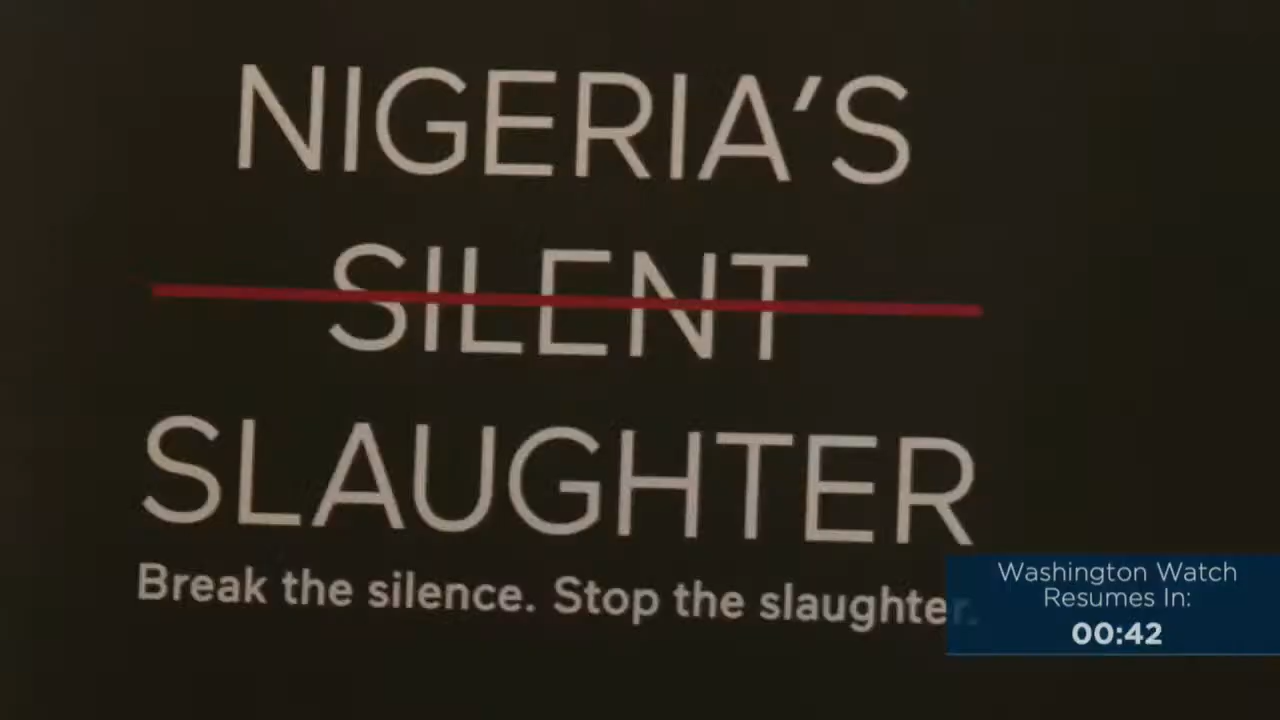 NIGERIA'S
SILENT
SLAUGHTER
Break the silence. Stop the slaughter.
Washington Watch
Resumes In:
00:42